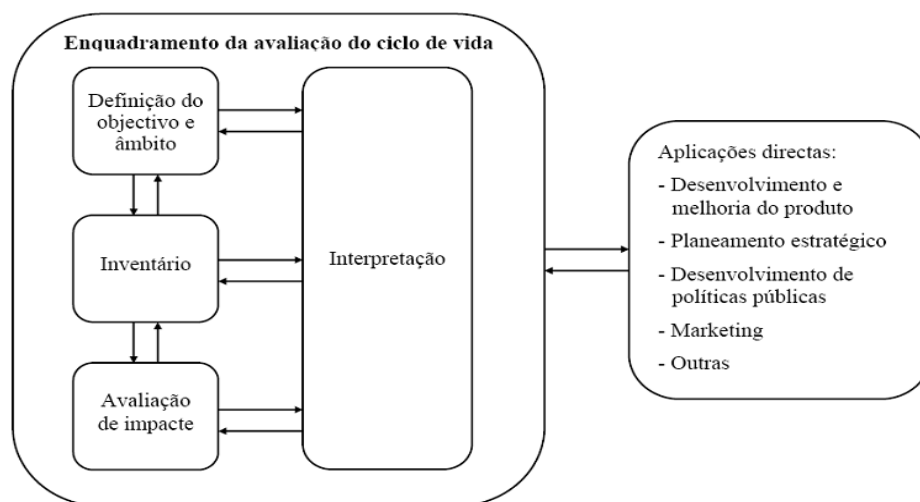 Enquadramento da avaliação do ciclo de vida
Definição do
objectivo e
âmbito
Inventário
Avaliação
de impacte
Interpretação
Aplicações directas:
- Desenvolvimento e
melhoria do produto
- Planeamento estratégico
- Desenvolvimento de
políticas públicas
- Marketing
- Outras